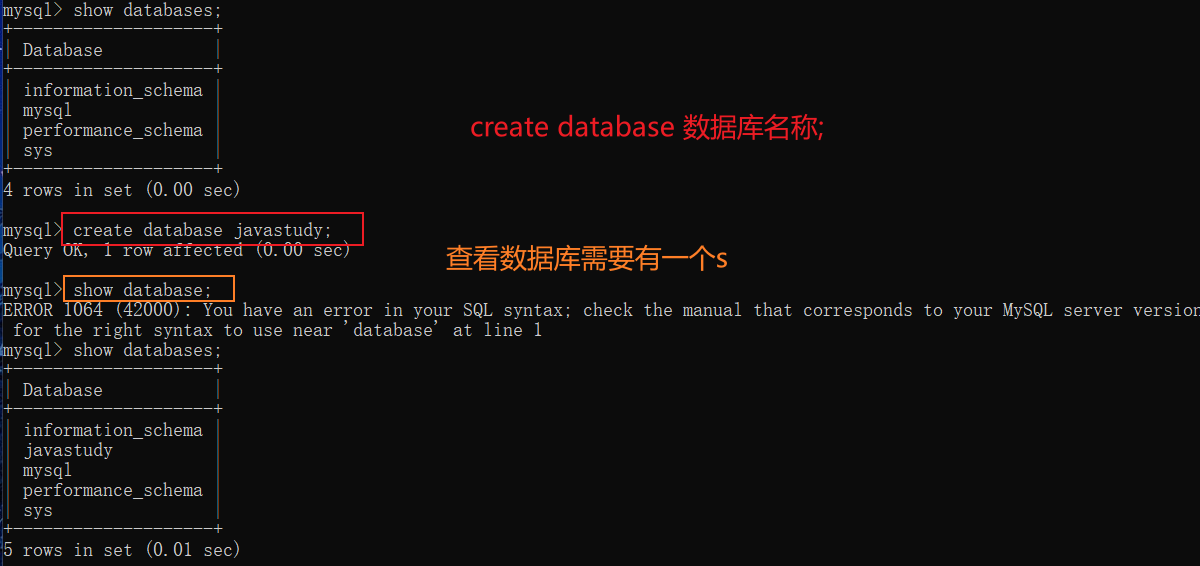 mysql> show databases;
+--------------------+
| Database           |
+--------------------+
| information_schema |
| mysql              |
| performance_schema |
| sys                |
+--------------------+
4 rows in set (0.00 sec)
create database 数据库名称;
mysql> create database javastudy;
Query OK, 1 row affected (0.00 sec)
查看数据库需要有一个s
mysql> show database;
ERROR 1064 (42000): You have an error in your SQL syntax; check the manual that corresponds to your MySQL server version
for the right syntax to use near 'database' at line 1
mysql> show databases;
+--------------------+
| Database           |
+--------------------+
| information_schema |
| javastudy          |
| mysql              |
| performance_schema |
| sys                |
+--------------------+
5 rows in set (0.01 sec)